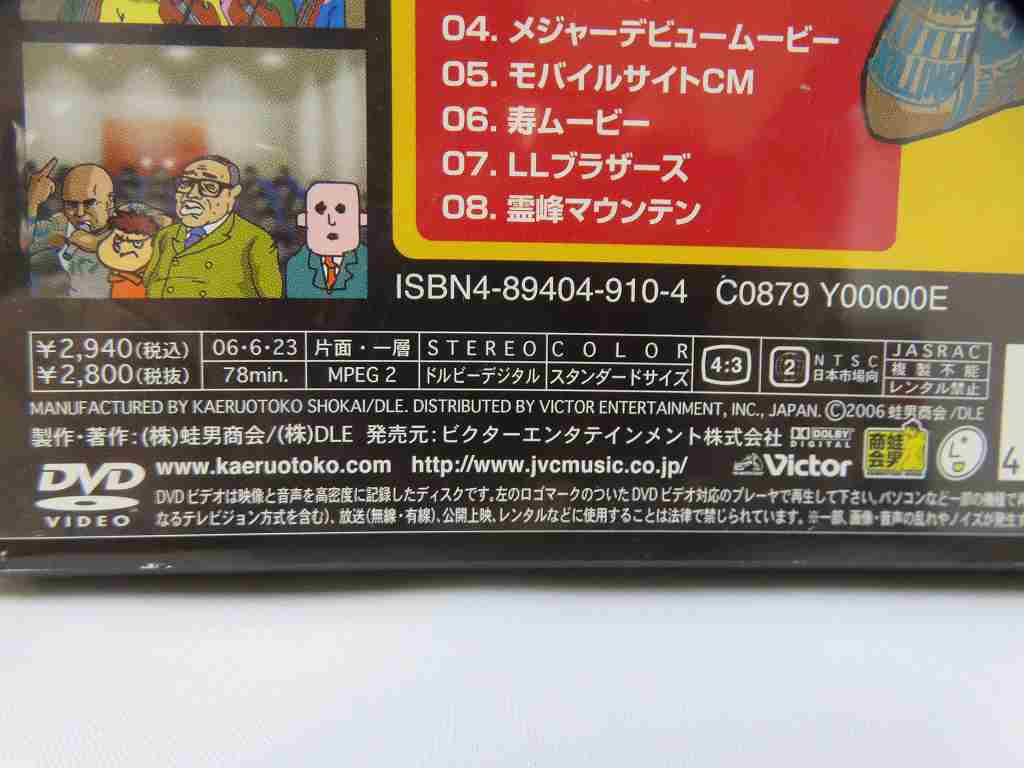 04. メジャーデビュームービー
05. モバイルサイトCM
06. 寿ムービー
07. LLブラザーズ
08. 霊峰マウンテン
ISBN4-89404-910-4 C0879 Y00000E
¥2,940(税込) 06・6・23 片面・一層 STEREO COLOR
¥2,800(税抜) 78min. MPEG 2 ドルビーデジタル スタンダードサイズ
4:3
2
NTSC
日本市場向
JASRAC
複製不能
レンタル禁止
MANUFACTURED BY KAERUOTOKO SHOKAI/DLE. DISTRIBUTED BY VICTOR ENTERTAINMENT, INC., JAPAN. Ⓒ2006 蛙男商会/DLE
製作・著作:(株)蛙男商会/(株)DLE 発売元:ビクターエンタテインメント株式会社
DOLBY DIGITAL
DVD VIDEO
www.kaeruotoko.com http://www.jvcmusic.co.jp/
Victor
蛙男商会
DVDビデオは映像と音声を高密度に記録したディスクです。左のロゴマークのついたDVDビデオ対応のプレーヤで再生して下さい。パソコンなど一部の機種で再
なるテレビジョン方式を含む)、放送(無線・有線)、公開上映、レンタルなどに使用することは法律で禁じられています。※一部、画像・音声の乱れやノイズが発生す
4